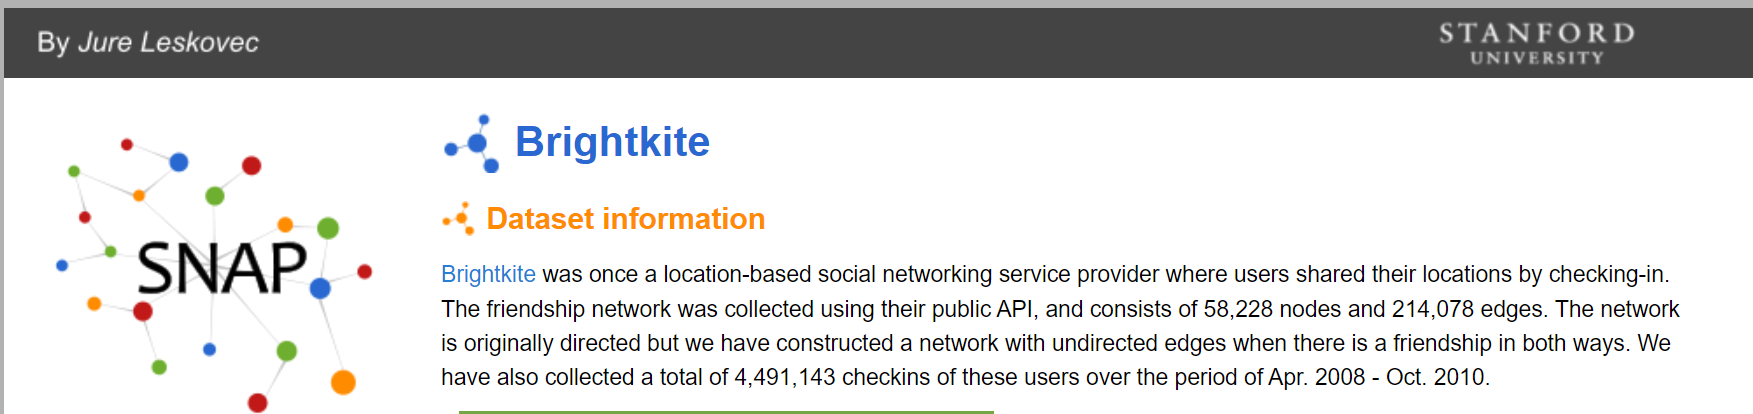 By Jure Leskovec
STANFORD
UNIVERSITY
Brightkite
Dataset information
SNAP
Brightkite was once a location-based social networking service provider where users shared their locations by checking-in.
The friendship network was collected using their public API, and consists of 58,228 nodes and 214,078 edges. The network
is originally directed but we have constructed a network with undirected edges when there is a friendship in both ways. We
have also collected a total of 4,491,143 checkins of these users over the period of Apr. 2008 - Oct. 2010.